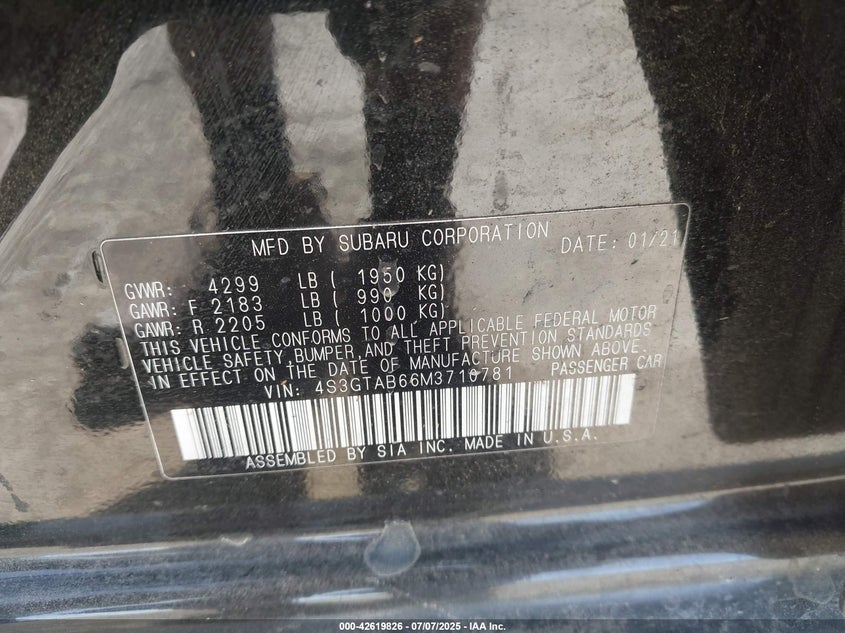 MFD BY SUBARU CORPORATION DATE: 01/21
GVWR: 4299 LB ( 1950 KG)
GAWR: F 2183 LB ( 990 KG)
GAWR: R 2205 LB ( 1000 KG)
THIS VEHICLE CONFORMS TO ALL APPLICABLE FEDERAL MOTOR
VEHICLE SAFETY,BUMPER,AND THEFT PREVENTION STANDARDS
IN EFFECT ON THE DATE OF MANUFACTURE SHOWN ABOVE.
VIN: 4S3GTAB66M3710781 PASSENGER CAR
ASSEMBLED BY SIA INC. MADE IN U.S.A.
000-42619826 - 07/07/2025 - IAA Inc.